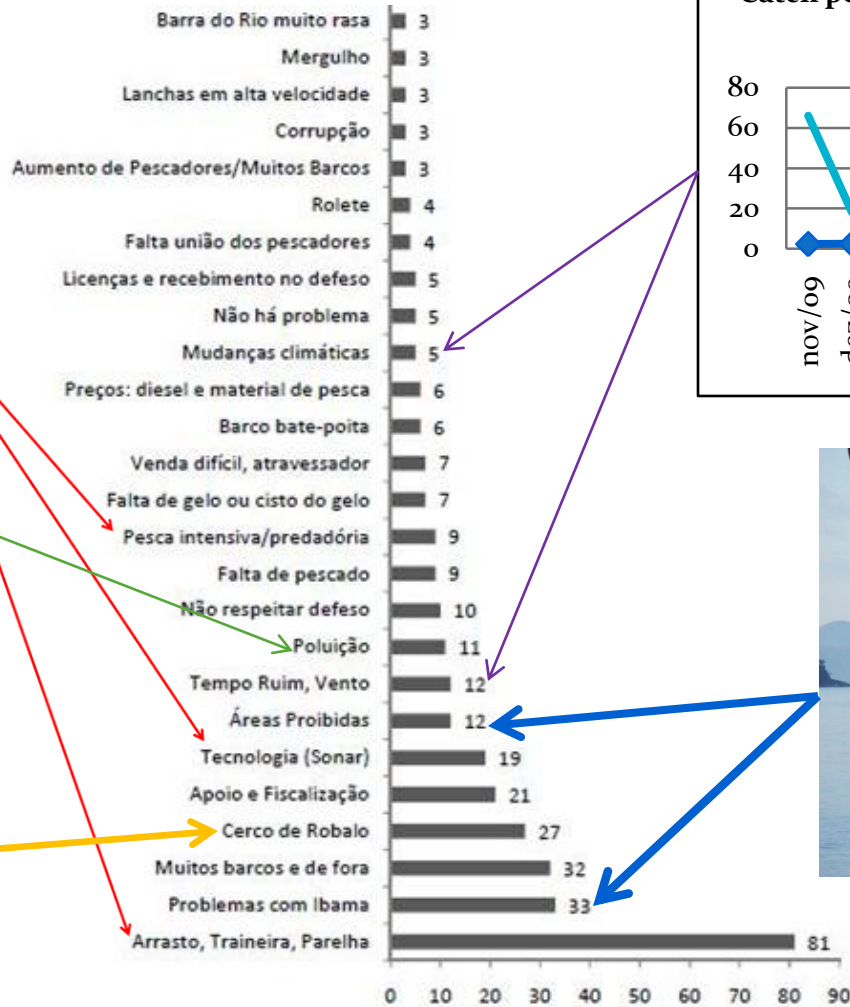 Barra do Rio muito rasa 3
Mergulho 3
Lanchas em alta velocidade 3
Corrupção 3
Aumento de Pescadores/Muitos Barcos 3
Rolete 4
Falta união dos pescadores 4
Licenças e recebimento no defeso 5
Não há problema 5
Mudanças climáticas 5
Preços: diesel e material de pesca 6
Barco bate-poita 6
Venda difícil, atravessador 7
Falta de gelo ou cisto do gelo 7
Pesca intensiva/predadória 9
Falta de pescado 9
Não respeitar defeso 10
Poluição 11
Tempo Ruim, Vento 12
Áreas Proibidas 12
Tecnologia (Sonar) 19
Apoio e Fiscalização 21
Cerco de Robalo 27
Muitos barcos e de fora 32
Problemas com Ibama 33
Arrasto, Traineira, Parelha 81
0 10 20 30 40 50 60 70 80 90
80
60
40
20
0
nov/09